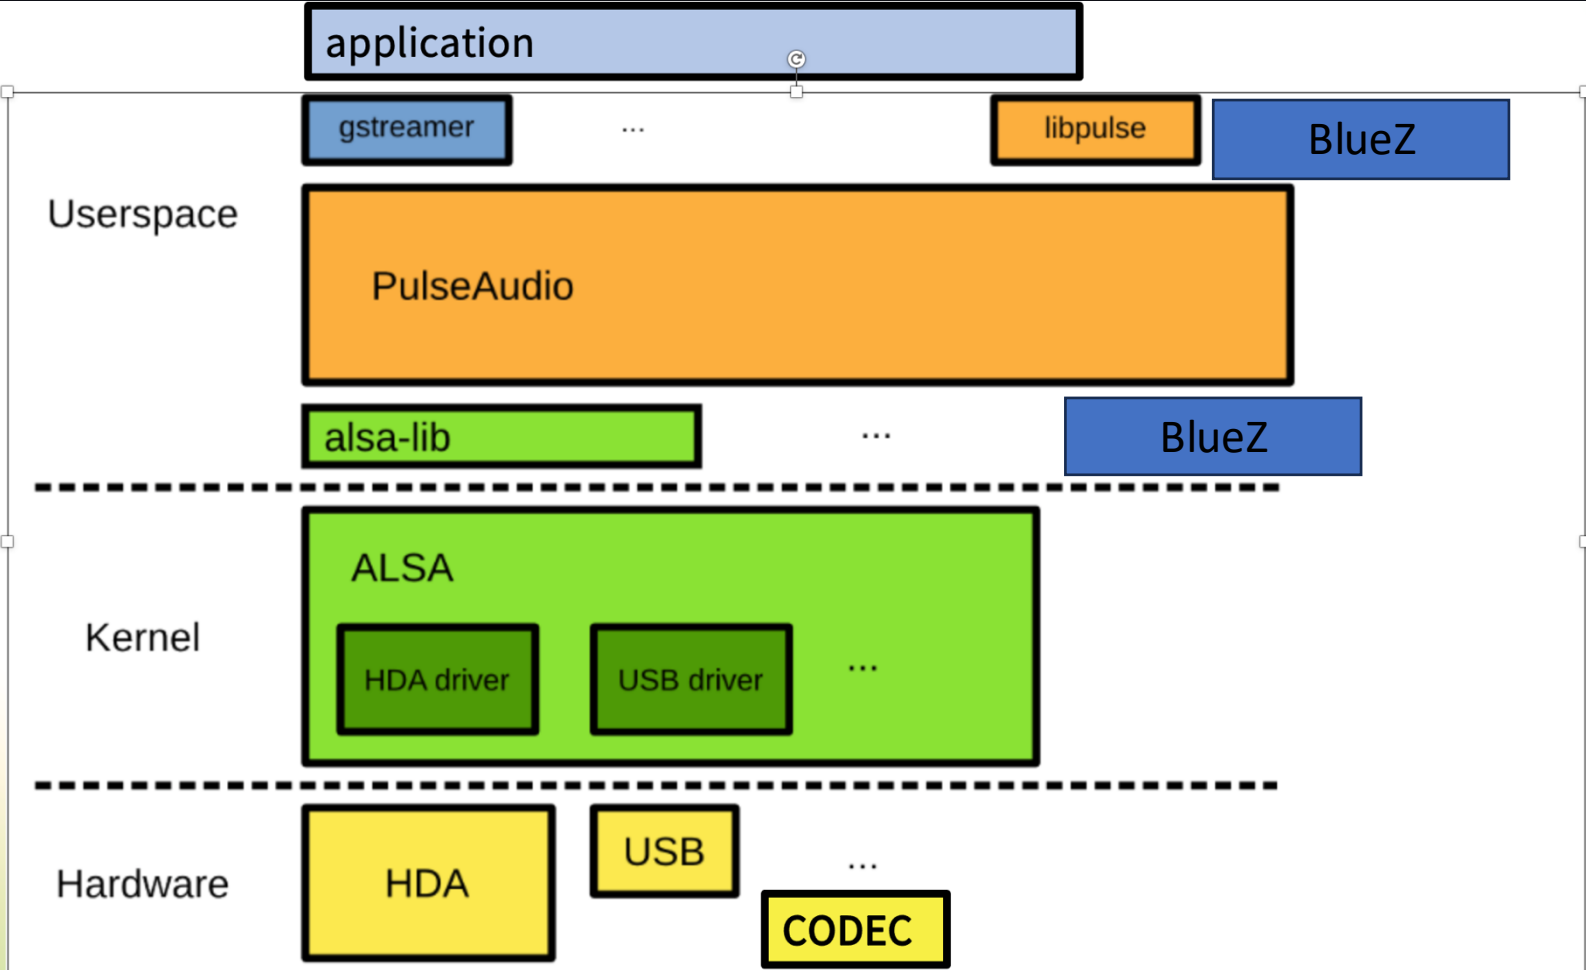 application
gstreamer
...
libpulse
BlueZ
Userspace
PulseAudio
alsa-lib
...
BlueZ
ALSA
Kernel
HDA driver
USB driver
...
Hardware
HDA
USB
...
CODEC